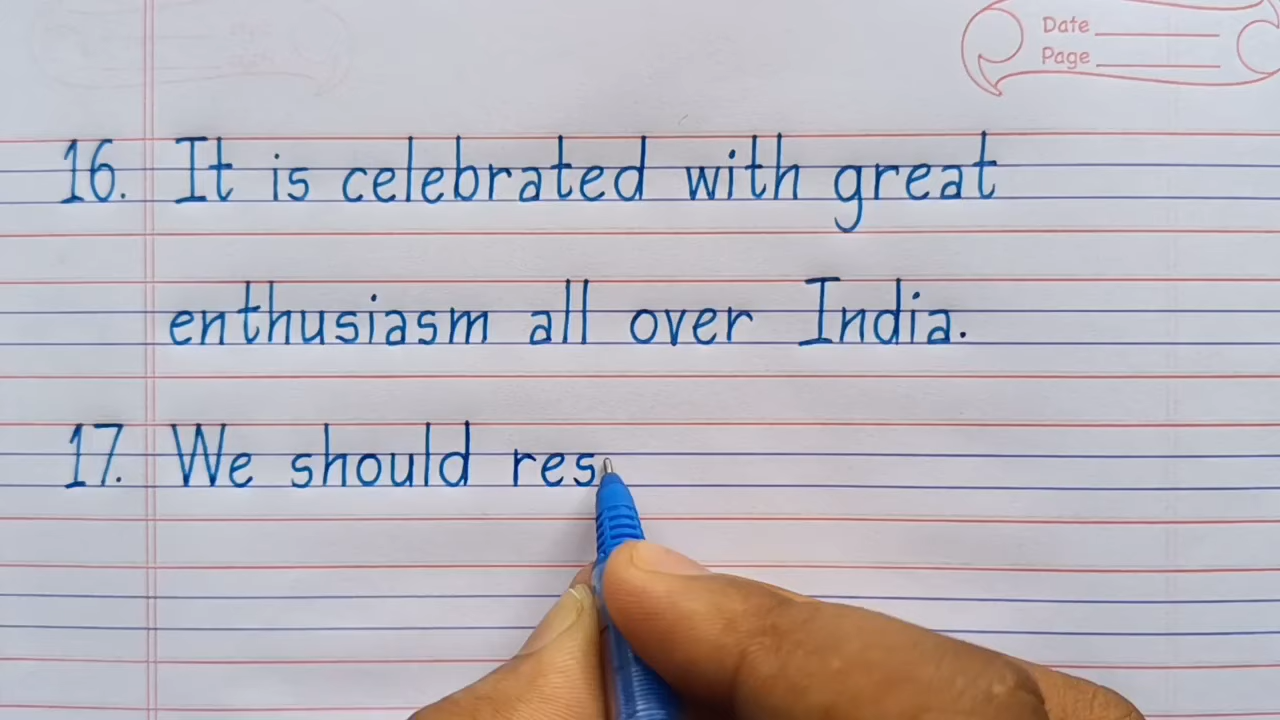 Date
Page
16. It is celebrated with great
enthusiasm all over India.
17. We should res